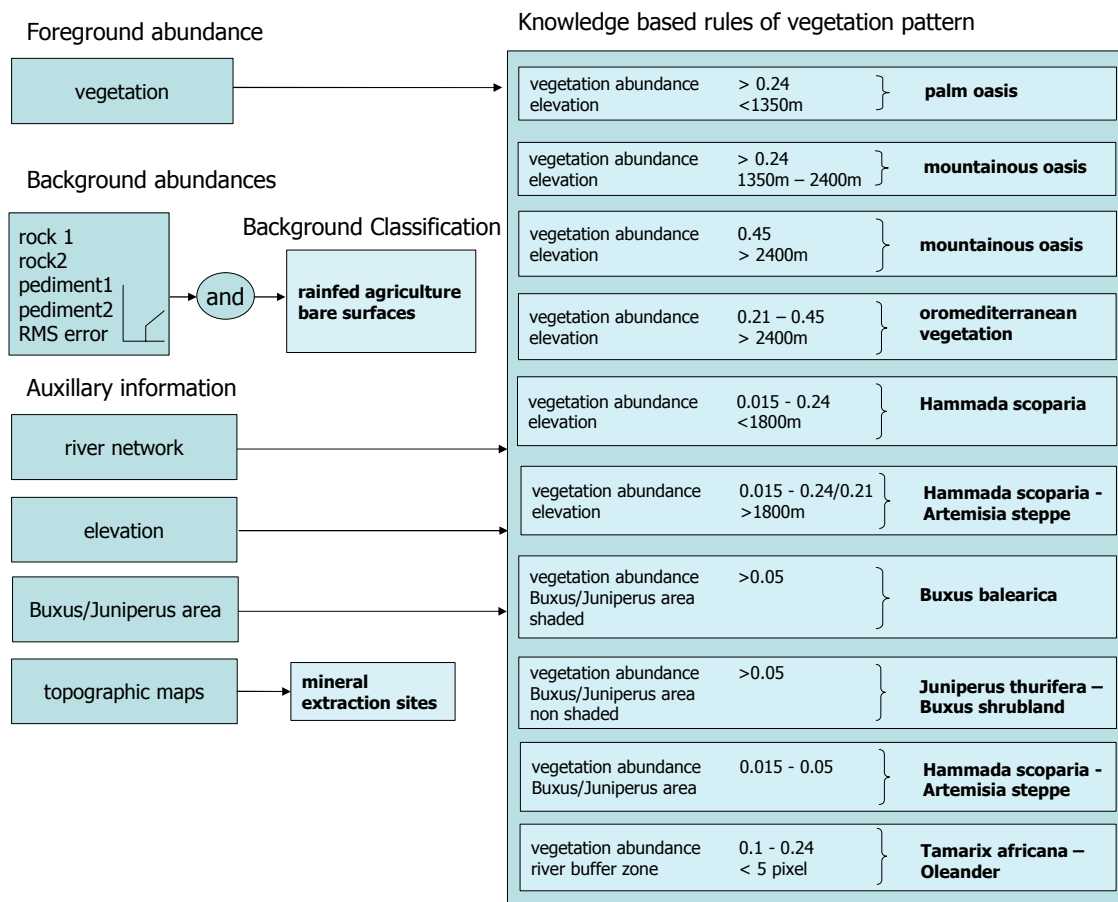 Foreground abundance
vegetation
Background abundances
rock 1
rock2
pediment1
pediment2
RMS error
and
Background Classification
rainfed agriculture
bare surfaces
Auxillary information
river network
elevation
Buxus/Juniperus area
topographic maps
mineral
extraction sites
Knowledge based rules of vegetation pattern
vegetation abundance > 0.24
elevation <1350m
palm oasis
vegetation abundance > 0.24
elevation 1350m – 2400m
mountainous oasis
vegetation abundance 0.45
elevation > 2400m
mountainous oasis
vegetation abundance 0.21 – 0.45
elevation > 2400m
oromediterranean
vegetation
vegetation abundance 0.015 - 0.24
elevation <1800m
Hammada scoparia
vegetation abundance 0.015 - 0.24/0.21
elevation >1800m
Hammada scoparia -
Artemisia steppe
vegetation abundance >0.05
Buxus/Juniperus area
shaded
Buxus balearica
vegetation abundance >0.05
Buxus/Juniperus area
non shaded
Juniperus thurifera –
Buxus shrubland
vegetation abundance 0.015 - 0.05
Buxus/Juniperus area
Hammada scoparia -
Artemisia steppe
vegetation abundance 0.1 - 0.24
river buffer zone < 5 pixel
Tamarix africana –
Oleander